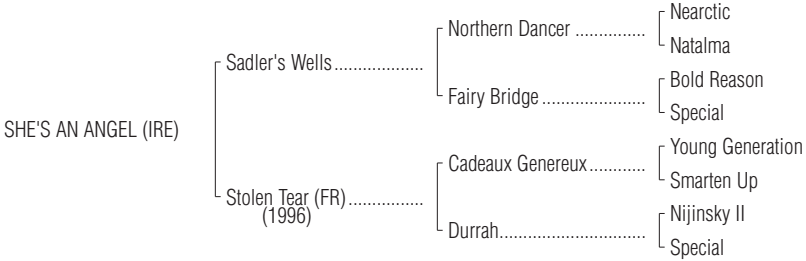 Nearctic
Northern Dancer ...............
Natalma
Sadler's Wells...................
Bold Reason
Fairy Bridge ......................
Special
SHE'S AN ANGEL (IRE)
Young Generation
Cadeaux Genereux............
Smarten Up
Stolen Tear (FR)................
(1996)
Nijinsky II
Durrah...............................
Special